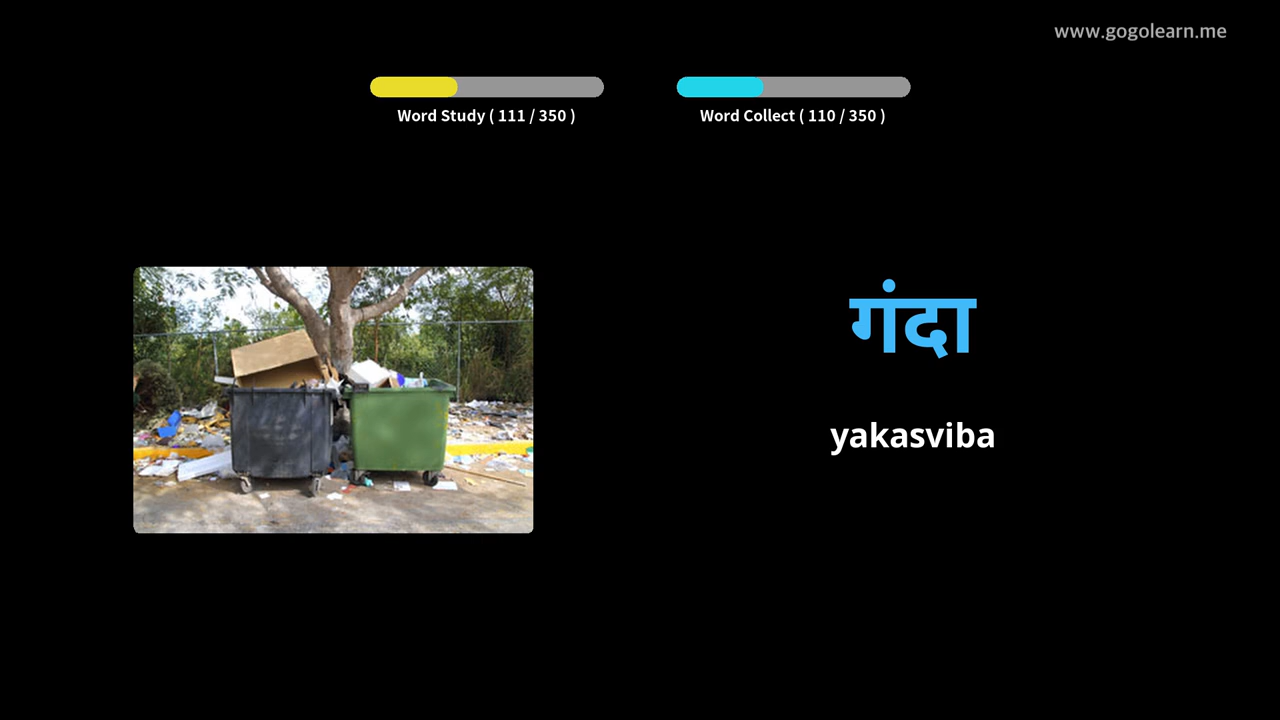 www.gogolearn.me
Word Study ( 111 / 350 )
Word Collect ( 110 / 350 )
गंदा
yakasviba